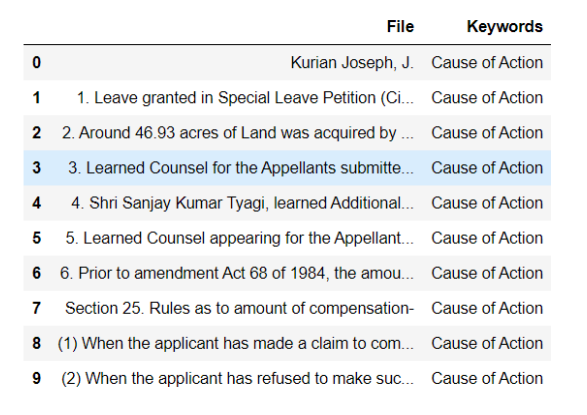 File Keywords
0 Kurian Joseph, J. Cause of Action
1 1. Leave granted in Special Leave Petition (Ci... Cause of Action
2 2. Around 46.93 acres of Land was acquired by ... Cause of Action
3 3. Learned Counsel for the Appellants submitte... Cause of Action
4 4. Shri Sanjay Kumar Tyagi, learned Additional... Cause of Action
5 5. Learned Counsel appearing for the Appellant... Cause of Action
6 6. Prior to amendment Act 68 of 1984, the amou... Cause of Action
7 Section 25. Rules as to amount of compensation- Cause of Action
8 (1) When the applicant has made a claim to com... Cause of Action
9 (2) When the applicant has refused to make suc... Cause of Action